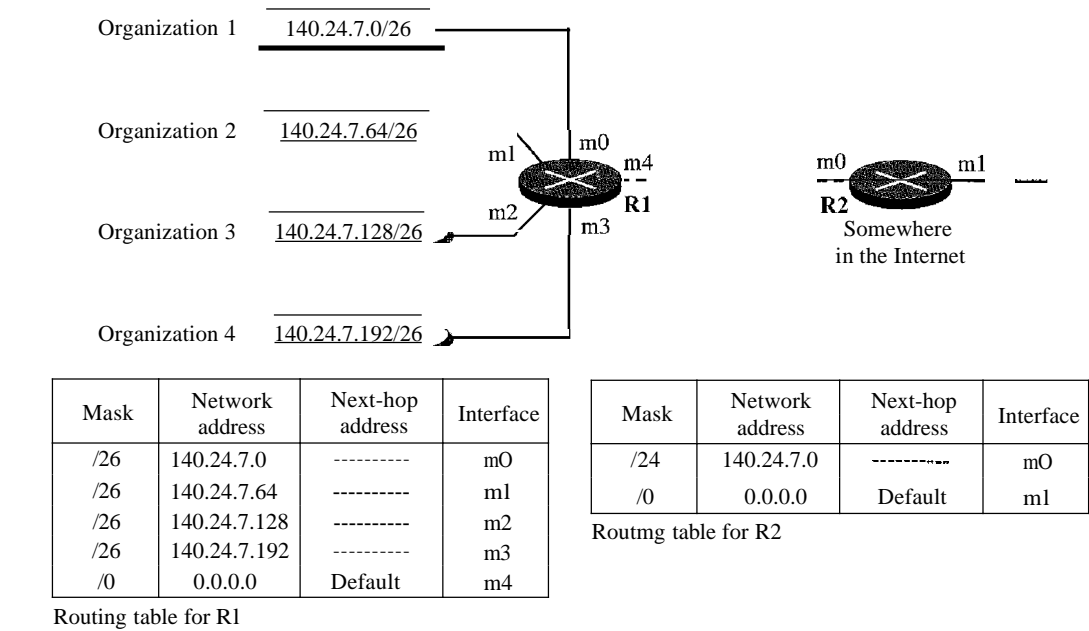 Organization 1 140.24.7.0/26
Organization 2 140.24.7.64/26
m1 m0 m4
R1
m2 m3
m0 m1
R2
Somewhere
in the Internet
Organization 3 140.24.7.128/26
Organization 4 140.24.7.192/26
Mask Network address Next-hop address Interface
/26 140.24.7.0 ---------- mO
/26 140.24.7.64 ---------- m1
/26 140.24.7.128 ---------- m2
/26 140.24.7.192 ---------- m3
/0 0.0.0.0 Default m4
Routing table for R1
Mask Network address Next-hop address Interface
/24 140.24.7.0 ---------- mO
/0 0.0.0.0 Default m1
Routmg table for R2